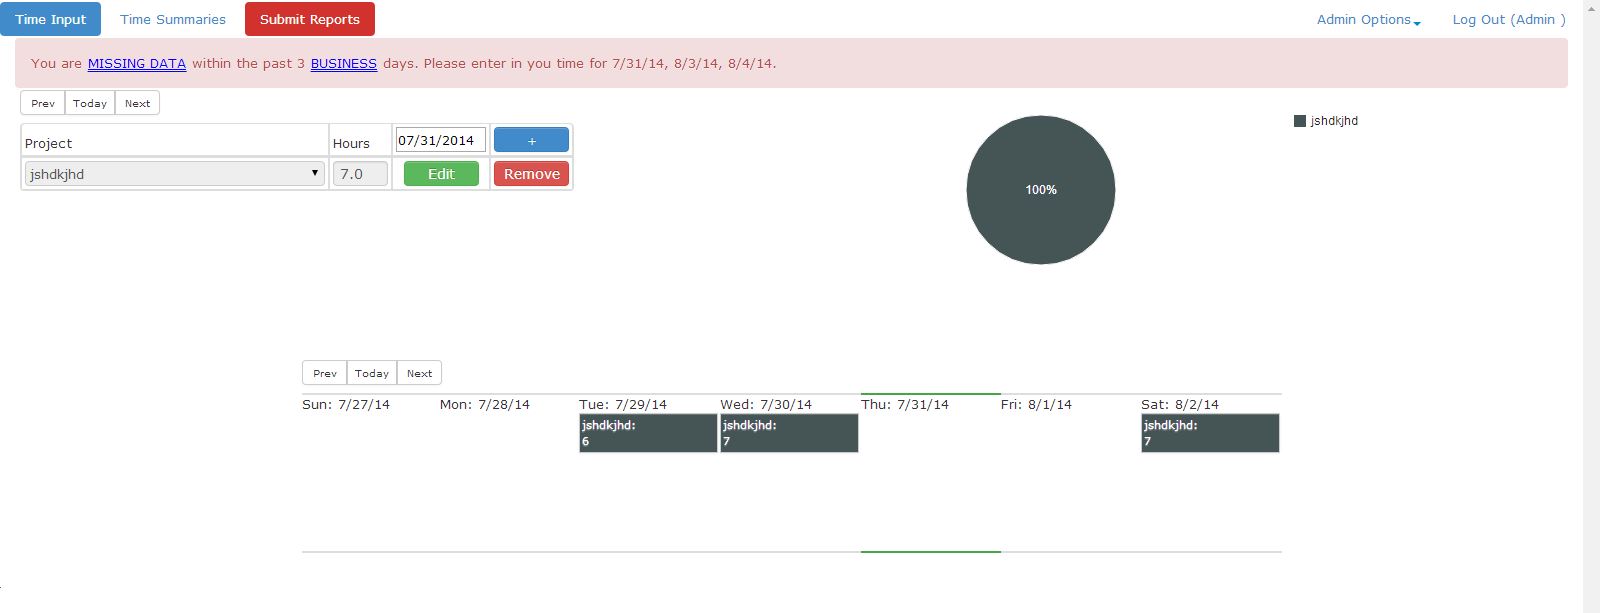 Time Input Time Summaries Submit Reports Admin Options Log Out (Admin )
You are MISSING DATA within the past 3 BUSINESS days. Please enter in you time for 7/31/14, 8/3/14, 8/4/14.
Prev Today Next
jshdkjhd
Project Hours 07/31/2014 +
jshdkjhd 7.0 Edit Remove
100%
Prev Today Next
Sun: 7/27/14 Mon: 7/28/14 Tue: 7/29/14 Wed: 7/30/14 Thu: 7/31/14 Fri: 8/1/14 Sat: 8/2/14
jshdkjhd: jshdkjhd: jshdkjhd:
6 7 7